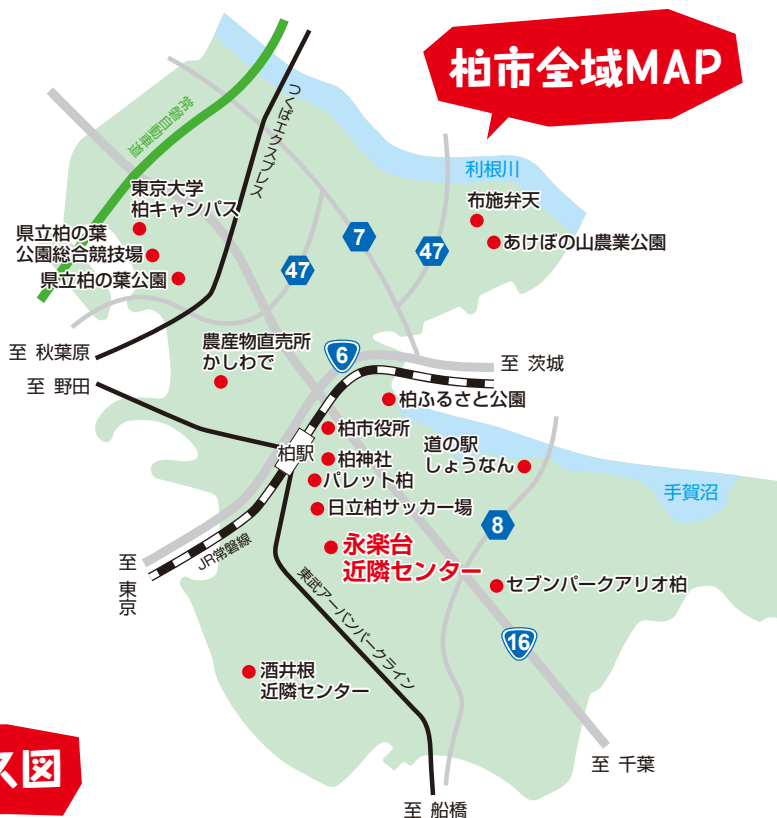 柏市全域MAP
常磐自動車道
つくばエクスプレス
利根川
布施弁天
あけぼの山農業公園
東京大学
柏キャンパス
県立柏の葉
公園総合競技場
県立柏の葉公園
7
47
47
至 秋葉原
農産物直売所
かしわで
6
至 茨城
至 野田
柏ふるさと公園
柏市役所
柏駅
柏神社
道の駅
しょうなん
パレット柏
手賀沼
日立柏サッカー場
8
永楽台
近隣センター
JR常磐線
至 東京
東武アーバンパークライン
セブンパークアリオ柏
16
酒井根
近隣センター
ス図
至 千葉
至 船橋